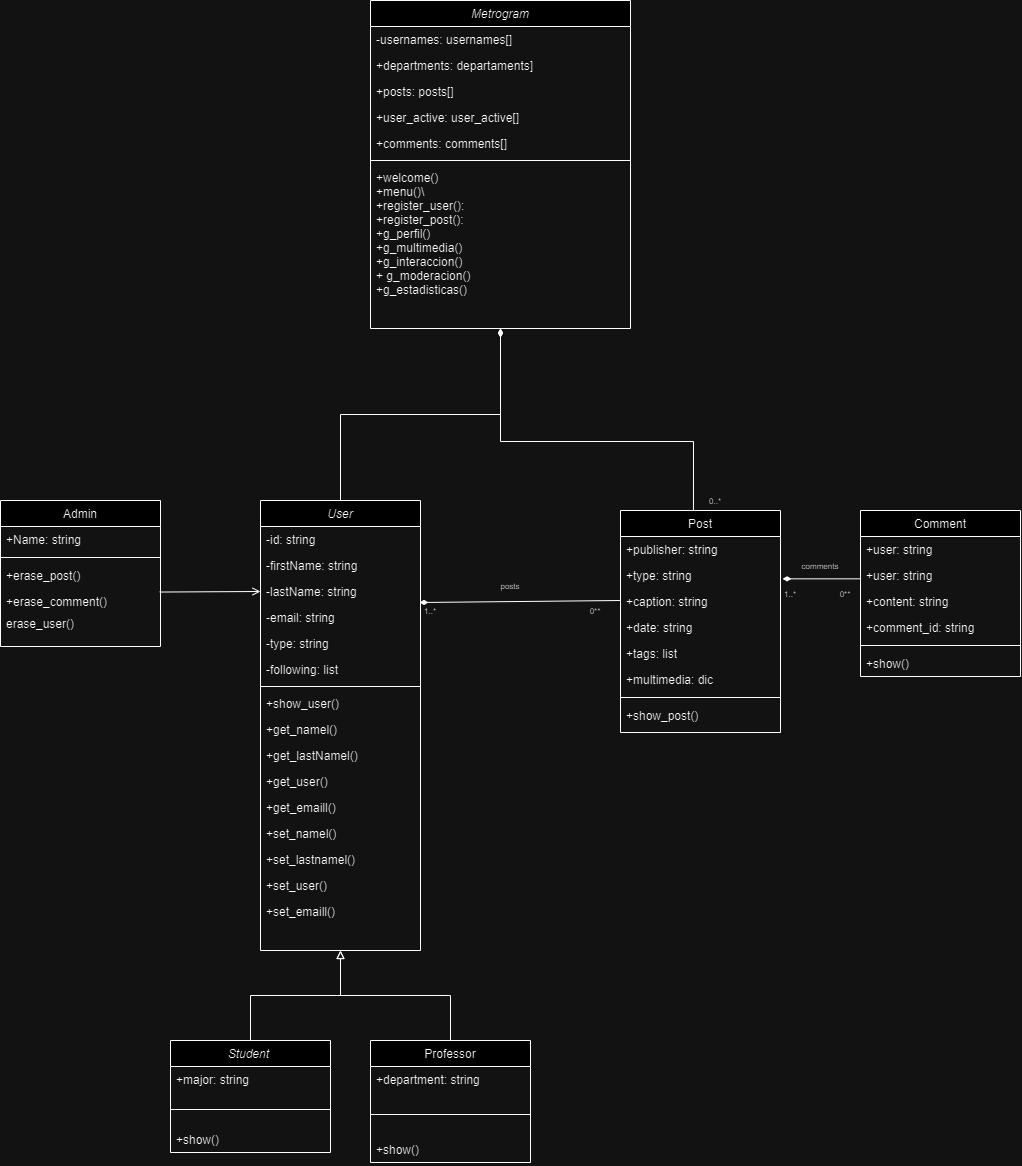 Metrogram
-usernames: usernames[]
+departments: departaments]
+posts: posts[]
+user_active: user_active[]
+comments: comments[]
+welcome()
+menu()\
+register_user():
+register_post():
+g_perfil()
+g_multimedia()
+g_interaccion()
+ g_moderacion()
+g_estadisticas()
Admin
+Name: string
+erase_post()
+erase_comment()
erase_user()
User
-id: string
-firstName: string
-lastName: string
-email: string
-type: string
-following: list
+show_user()
+get_namel()
+get_lastNamel()
+get_user()
+get_emaill()
+set_namel()
+set_lastnamel()
+set_user()
+set_emaill()
posts
1..*
0**
0..*
Post
+publisher: string
+type: string
+caption: string
+date: string
+tags: list
+multimedia: dic
+show_post()
comments
1..*
0**
Comment
+user: string
+user: string
+content: string
+comment_id: string
+show()
Student
+major: string
+show()
Professor
+department: string
+show()